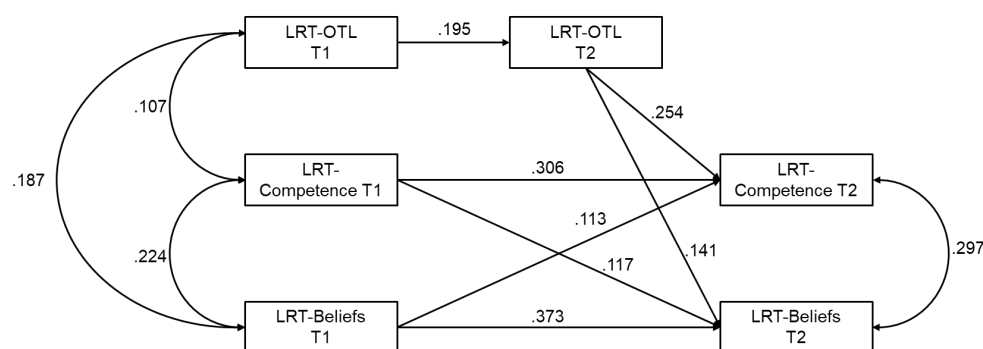 LRT-OTL
T1
.195
LRT-OTL
T2
.107
.254
.187
LRT-
Competence T1
.306
LRT-
Competence T2
.113
.224
.117
.141
.297
LRT-Beliefs
T1
.373
LRT-Beliefs
T2